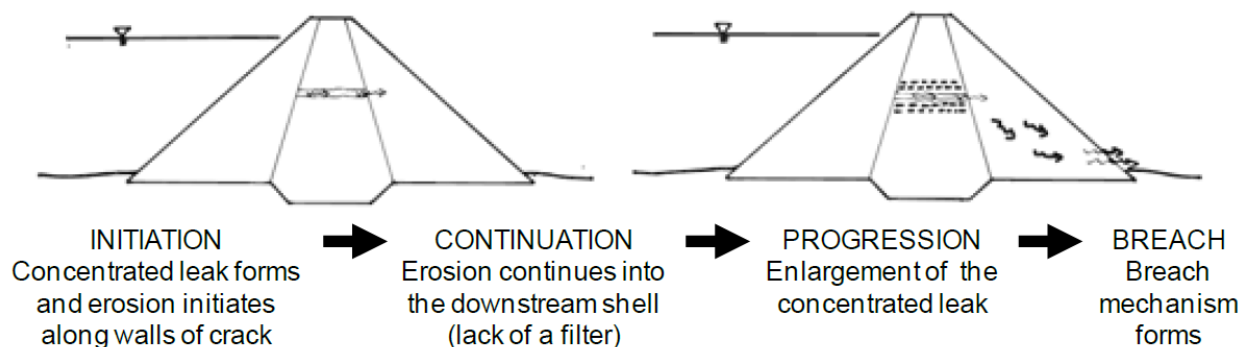 INITIATION
Concentrated leak forms
and erosion initiates
along walls of crack
CONTINUATION
Erosion continues into
the downstream shell
(lack of a filter)
PROGRESSION
Enlargement of the
concentrated leak
BREACH
Breach
mechanism
forms